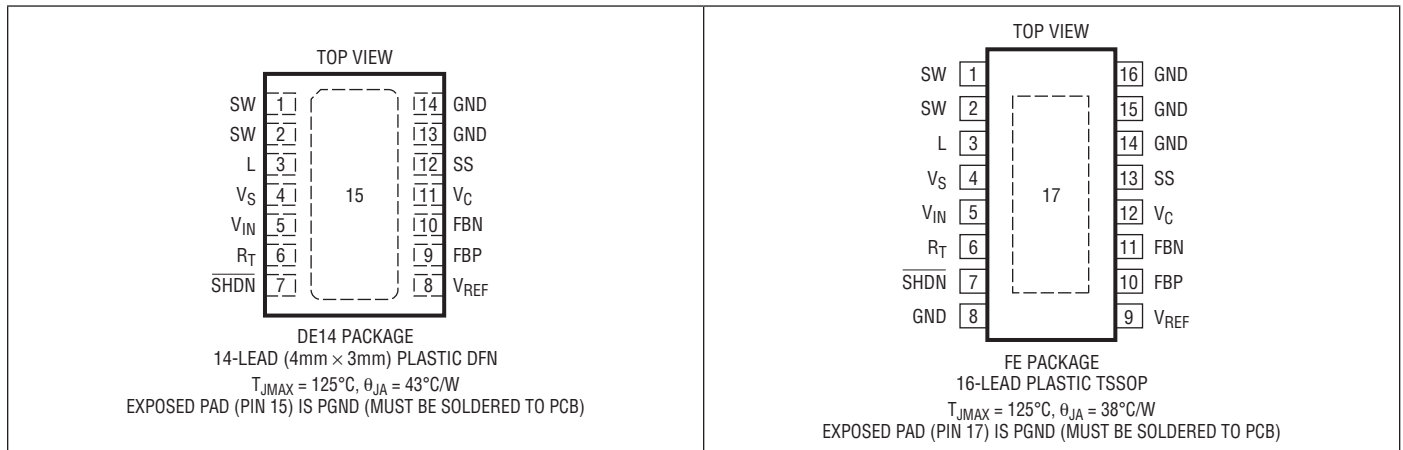 TOP VIEW
SW 1 14 GND
SW 2 13 GND
L 3 12 SS
VS 4 15 11 VC
VIN 5 10 FBN
RT 6 9 FBP
SHDN 7 8 VREF
DE14 PACKAGE
14-LEAD (4mm × 3mm) PLASTIC DFN
TJMAX = 125°C, θJA = 43°C/W
EXPOSED PAD (PIN 15) IS PGND (MUST BE SOLDERED TO PCB)
TOP VIEW
SW 1 16 GND
SW 2 15 GND
L 3 14 GND
VS 4 17 13 SS
VIN 5 12 VC
RT 6 11 FBN
SHDN 7 10 FBP
GND 8 9 VREF
FE PACKAGE
16-LEAD PLASTIC TSSOP
TJMAX = 125°C, θJA = 38°C/W
EXPOSED PAD (PIN 17) IS PGND (MUST BE SOLDERED TO PCB)